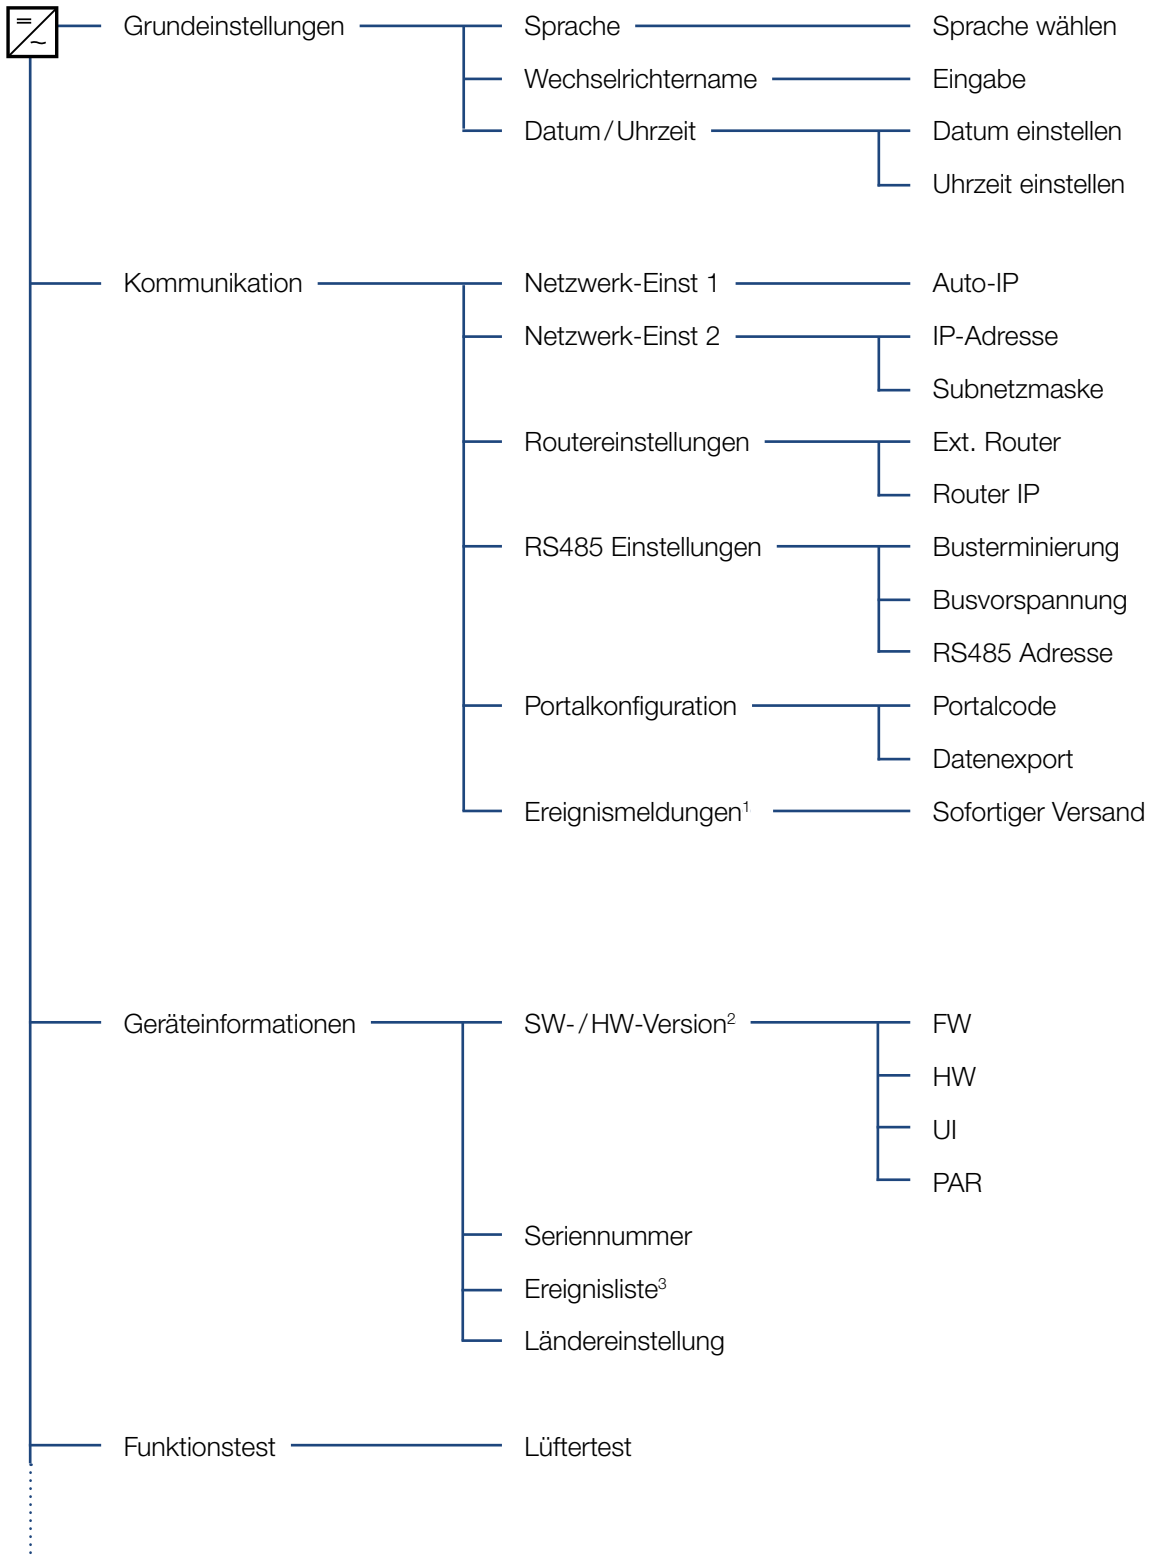 Grundeinstellungen Sprache Sprache wählen
Wechselrichtername Eingabe
Datum/Uhrzeit Datum einstellen
Uhrzeit einstellen
Kommunikation Netzwerk-Einst 1 Auto-IP
Netzwerk-Einst 2 IP-Adresse
Subnetzmaske
Routereinstellungen Ext. Router
Router IP
RS485 Einstellungen Busterminierung
Busvorspannung
RS485 Adresse
Portalkonfiguration Portalcode
Datenexport
Ereignismeldungen¹ Sofortiger Versand
Geräteinformationen SW-/HW-Version² FW
HW
UI
PAR
Seriennummer
Ereignisliste³
Ländereinstellung
Funktionstest Lüftertest